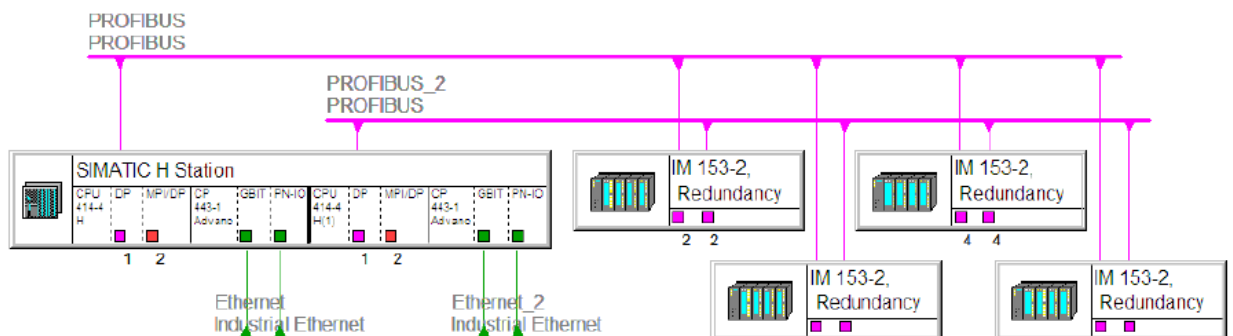 PROFIBUS
PROFIBUS
PROFIBUS_2
PROFIBUS
SIMATIC H Station
CPU 414-4 H
DP
MPI/DP
CP 443-1 Advanc
GBIT
PN-IO
CPU 414-4 H(1)
DP
MPI/DP
CP 443-1 Advanc
GBIT
PN-IO
1 2
1 2
IM 153-2,
Redundancy
2 2
IM 153-2,
Redundancy
4 4
IM 153-2,
Redundancy
IM 153-2,
Redundancy
Ethernet
Industrial Ethernet
Ethernet_2
Industrial Ethernet